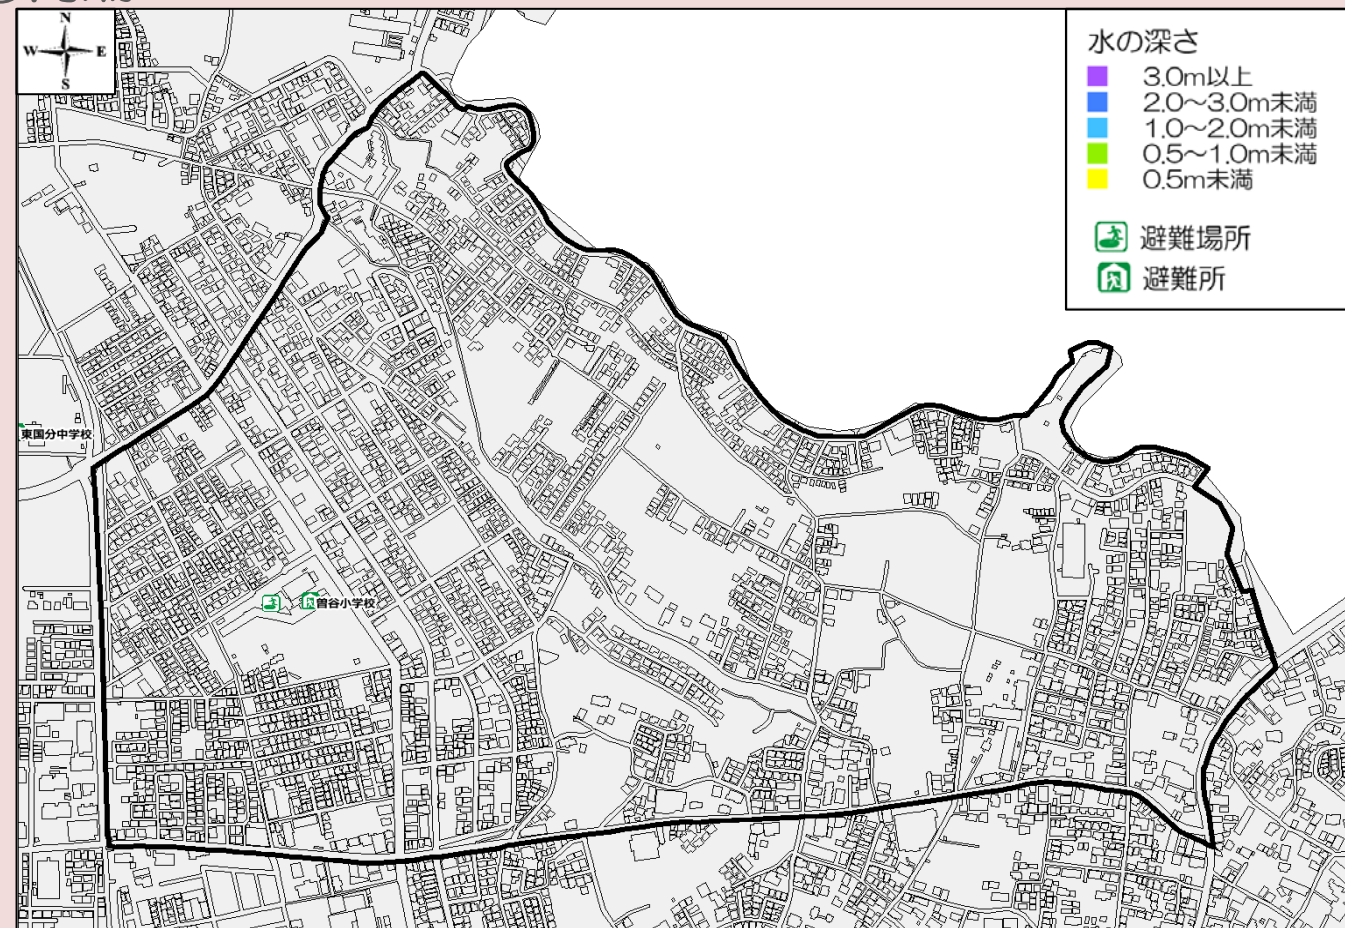 N
W E
S
水の深さ
3.0m以上
2.0～3.0m未満
1.0～2.0m未満
0.5～1.0m未満
0.5m未満
避難場所
避難所
東国分中学校
曽谷小学校